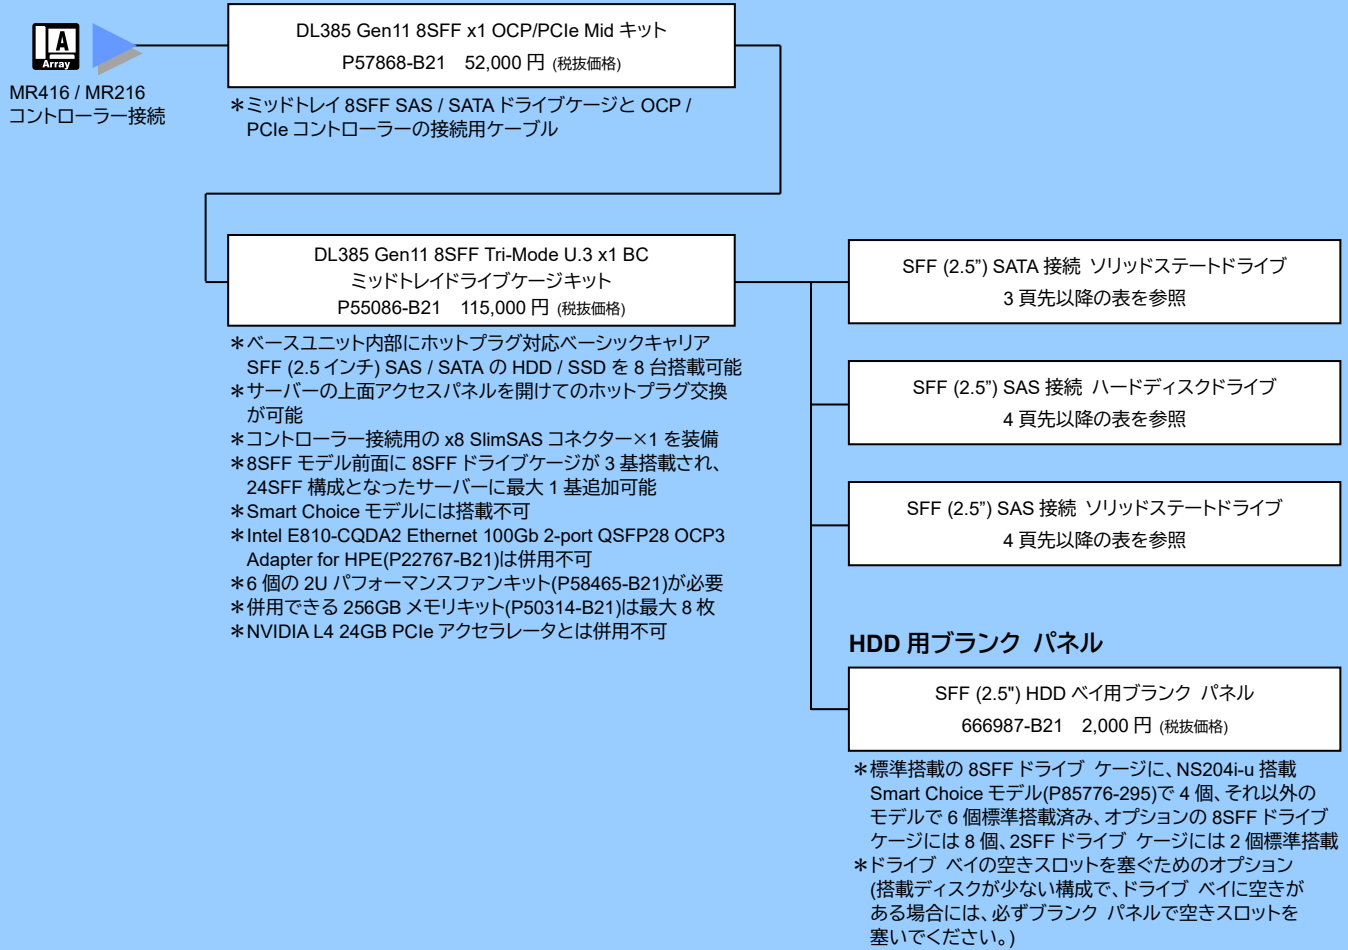 A
Array
MR416 / MR216
コントローラー接続
DL385 Gen11 8SFF x1 OCP/PCIe Mid キット
P57868-B21 52,000 円 (税抜価格)
＊ミッドトレイ 8SFF SAS / SATA ドライブケージと OCP /
PCIe コントローラーの接続用ケーブル
DL385 Gen11 8SFF Tri-Mode U.3 x1 BC
ミッドトレイドライブケージキット
P55086-B21 115,000 円 (税抜価格)
＊ベースユニット内部にホットプラグ対応ベーシックキャリア
SFF (2.5 インチ) SAS / SATA の HDD / SSD を 8 台搭載可能
＊サーバーの上面アクセスパネルを開けてのホットプラグ交換
が可能
＊コントローラー接続用の x8 SlimSAS コネクター×1 を装備
＊8SFF モデル前面に 8SFF ドライブケージが 3 基搭載され、
24SFF 構成となったサーバーに最大 1 基追加可能
＊Smart Choice モデルには搭載不可
＊Intel E810-CQDA2 Ethernet 100Gb 2-port QSFP28 OCP3
Adapter for HPE(P22767-B21)は併用不可
＊6 個の 2U パフォーマンスファンキット(P58465-B21)が必要
＊併用できる 256GB メモリキット(P50314-B21)は最大 8 枚
＊NVIDIA L4 24GB PCIe アクセラレータとは併用不可
SFF (2.5”) SATA 接続 ソリッドステートドライブ
3 頁先以降の表を参照
SFF (2.5”) SAS 接続 ハードディスクドライブ
4 頁先以降の表を参照
SFF (2.5”) SAS 接続 ソリッドステートドライブ
4 頁先以降の表を参照
HDD 用ブランク パネル
SFF (2.5") HDD ベイ用ブランク パネル
666987-B21 2,000 円 (税抜価格)
＊標準搭載の 8SFF ドライブ ケージに、NS204i-u 搭載
Smart Choice モデル(P85776-295)で 4 個、それ以外の
モデルで 6 個標準搭載済み、オプションの 8SFF ドライブ
ケージには 8 個、2SFF ドライブ ケージには 2 個標準搭載
＊ドライブ ベイの空きスロットを塞ぐためのオプション
(搭載ディスクが少ない構成で、ドライブ ベイに空きが
ある場合には、必ずブランク パネルで空きスロットを
塞いでください。)